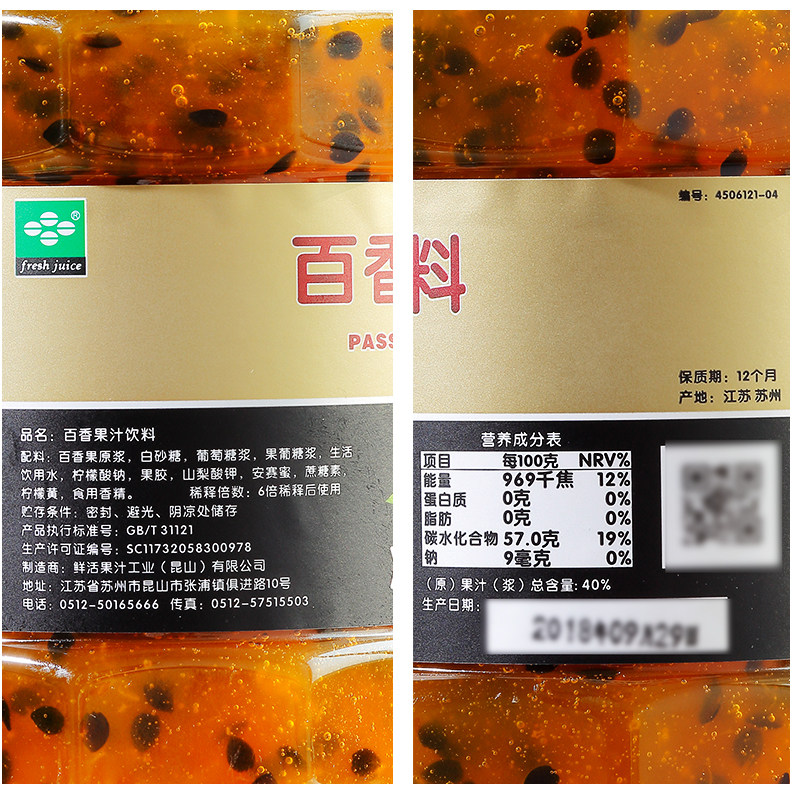 ®
fresh juice
百香
PASS
品名：百香果汁饮料
配料：百香果原浆，白砂糖，葡萄糖浆，果葡糖浆，生活
饮用水，柠檬酸钠，果胶，山梨酸钾，安赛蜜，蔗糖素，
柠檬黄，食用香精。 稀释倍数：6倍稀释后使用
贮存条件：密封、避光、阴凉处储存
产品执行标准号：GB/T 31121
生产许可证编号：SC11732058300978
制造商：鲜活果汁工业（昆山）有限公司
地址：江苏省苏州市昆山市张浦镇俱进路10号
电话：0512-50165666 传真：0512-57515503
编号：4506121-04
料
保质期：12个月
产地：江苏 苏州
营养成分表
项目 每100克 NRV%
能量 969千焦 12%
蛋白质 0克 0%
脂肪 0克 0%
碳水化合物 57.0克 19%
钠 9毫克 0%
（原）果汁（浆）总含量：40%
生产日期：
2018年09月29日